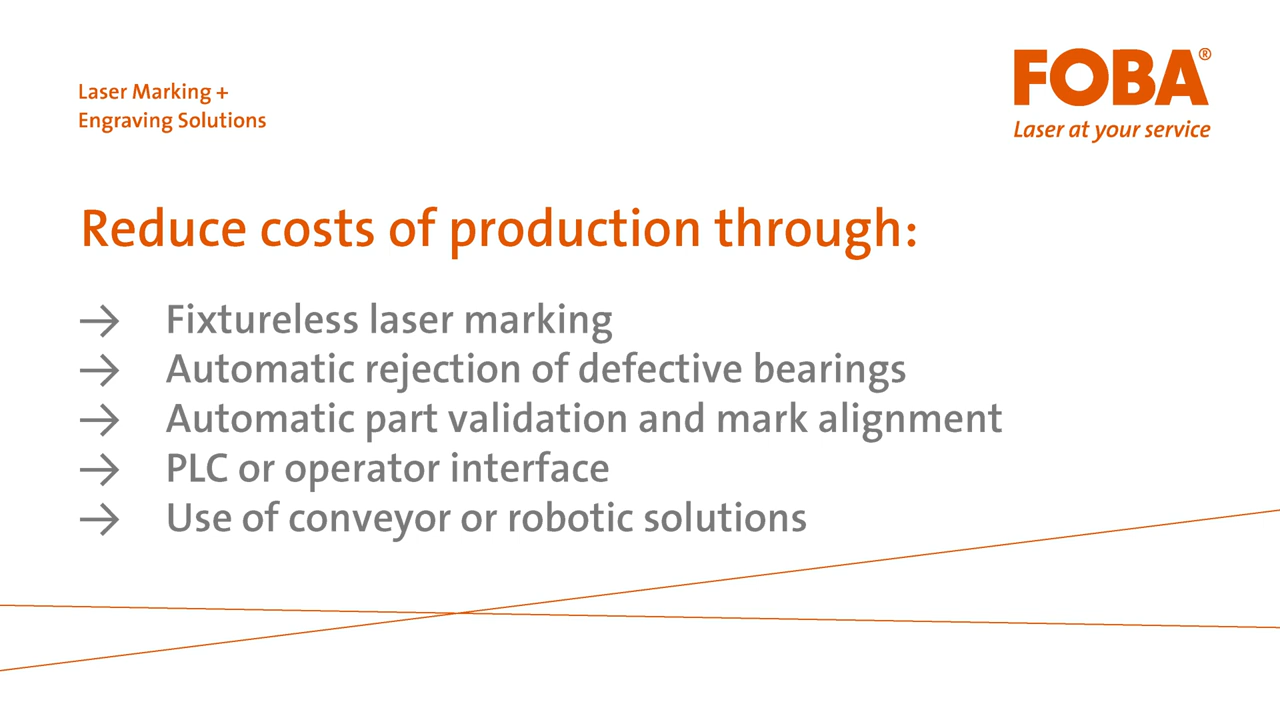 Laser Marking +
Engraving Solutions
FOBA®
Laser at your service
Reduce costs of production through:
→ Fixtureless laser marking
→ Automatic rejection of defective bearings
→ Automatic part validation and mark alignment
→ PLC or operator interface
→ Use of conveyor or robotic solutions